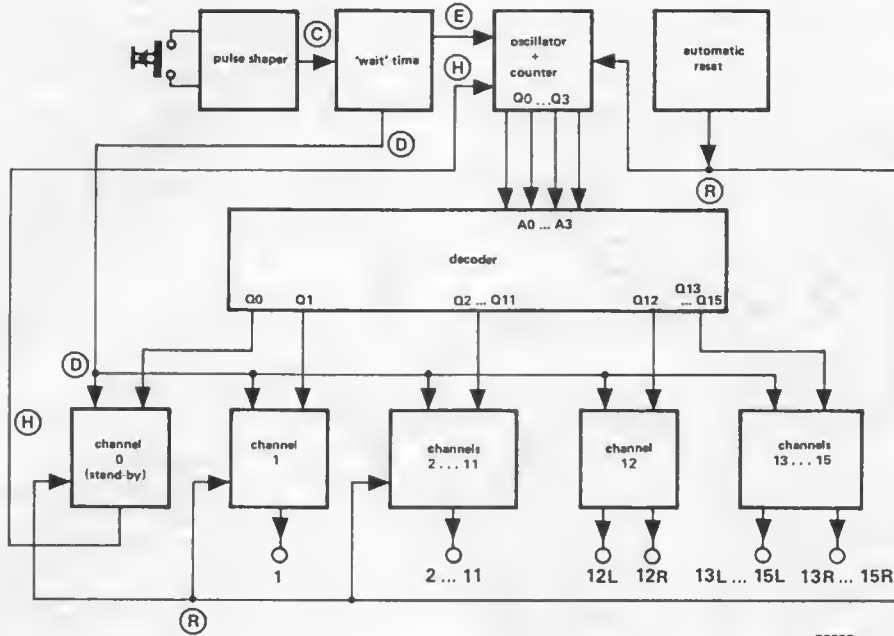 pulse shaper
C
'wait' time
E
H
oscillator
+
counter
Q0 ...Q3
automatic
reset
D
R
A0 ... A3
decoder
Q0
Q1
Q2 ... Q11
Q12
Q13
... Q15
D
H
channel
0
(stand-by)
channel
1
channels
2 ... 11
channel
12
channels
13 ... 15
1
2 ... 11
12L
12R
13L ... 15L
13R ... 15R
R